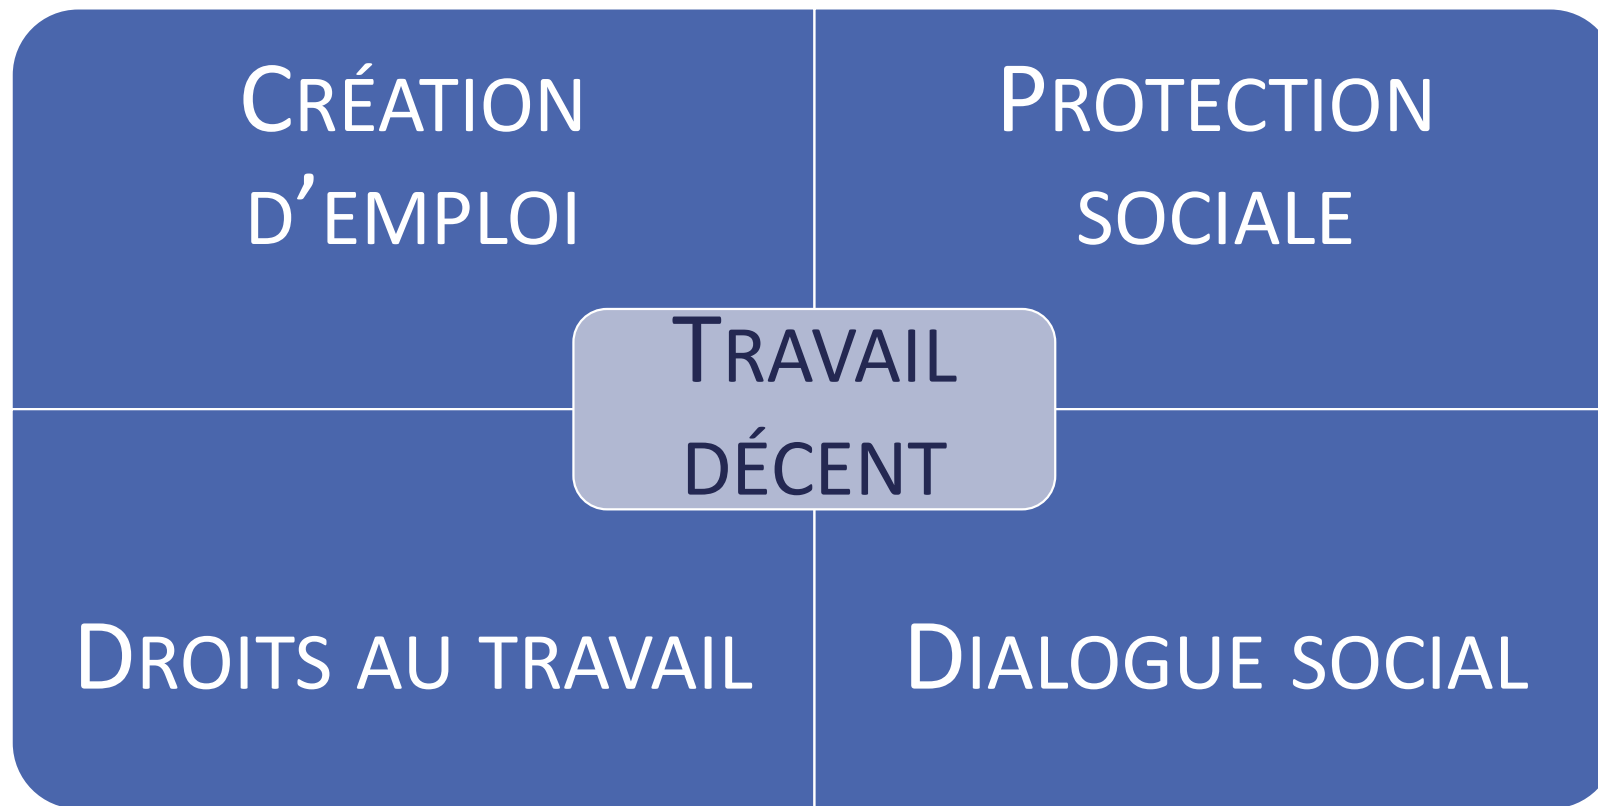 CRÉATION
D’EMPLOI
PROTECTION
SOCIALE
TRAVAIL
DÉCENT
DROITS AU TRAVAIL
DIALOGUE SOCIAL